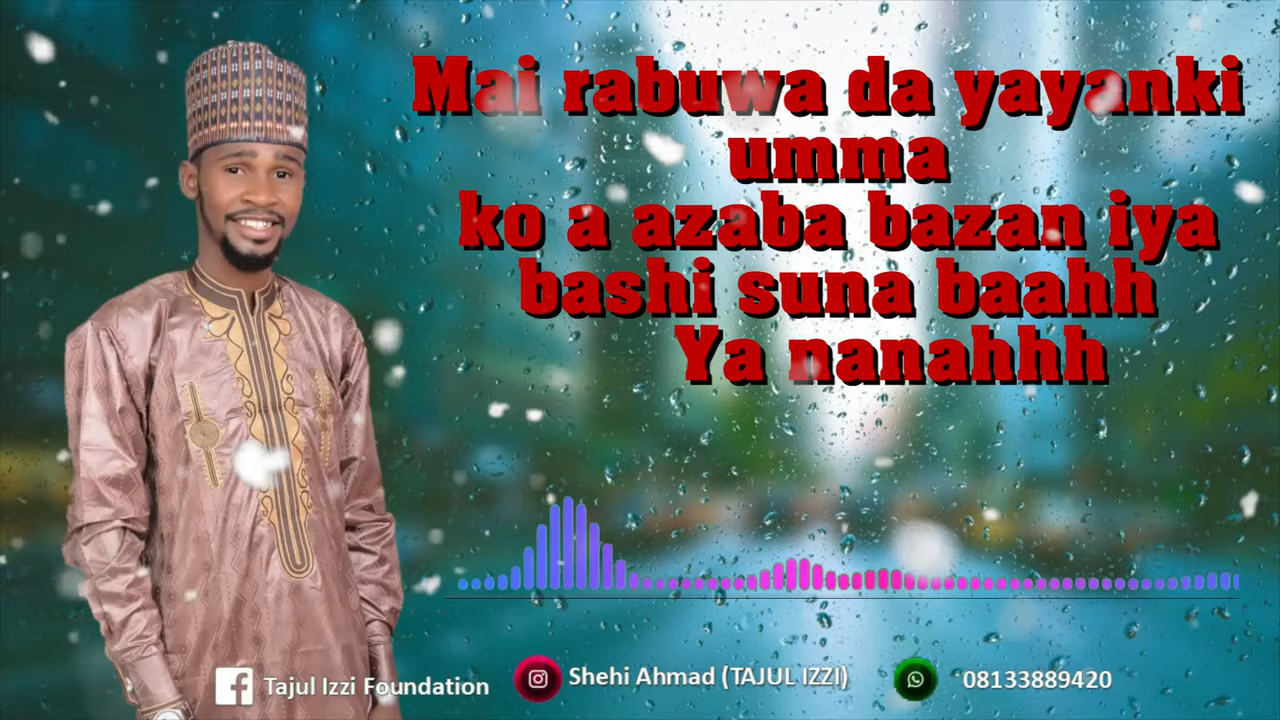 Mai rabuwa da yayanki
umma
ko a azaba bazan iya
bashi suna baahh
Ya nanahhh
Tajul Izzi Foundation
Shehi Ahmad (TAJUL IZZI)
08133889420